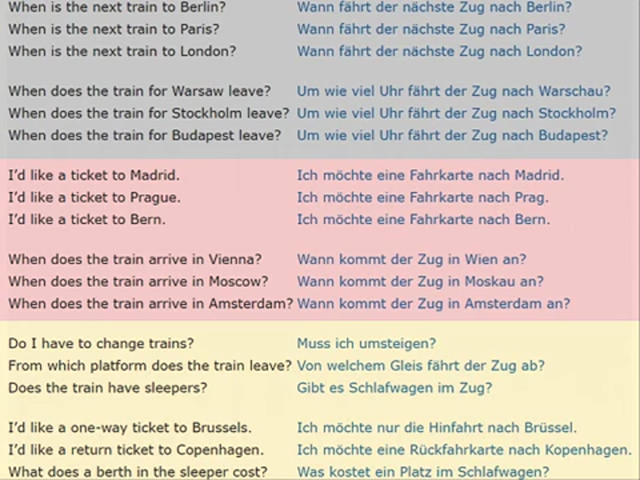 When is the next train to Berlin? Wann fährt der nächste Zug nach Berlin?
When is the next train to Paris? Wann fährt der nächste Zug nach Paris?
When is the next train to London? Wann fährt der nächste Zug nach London?
When does the train for Warsaw leave? Um wie viel Uhr fährt der Zug nach Warschau?
When does the train for Stockholm leave? Um wie viel Uhr fährt der Zug nach Stockholm?
When does the train for Budapest leave? Um wie viel Uhr fährt der Zug nach Budapest?
I'd like a ticket to Madrid. Ich möchte eine Fahrkarte nach Madrid.
I'd like a ticket to Prague. Ich möchte eine Fahrkarte nach Prag.
I'd like a ticket to Bern. Ich möchte eine Fahrkarte nach Bern.
When does the train arrive in Vienna? Wann kommt der Zug in Wien an?
When does the train arrive in Moscow? Wann kommt der Zug in Moskau an?
When does the train arrive in Amsterdam? Wann kommt der Zug in Amsterdam an?
Do I have to change trains? Muss ich umsteigen?
From which platform does the train leave? Von welchem Gleis fährt der Zug ab?
Does the train have sleepers? Gibt es Schlafwagen im Zug?
I'd like a one-way ticket to Brussels. Ich möchte nur die Hinfahrt nach Brüssel.
I'd like a return ticket to Copenhagen. Ich möchte eine Rückfahrkarte nach Kopenhagen.
What does a berth in the sleeper cost? Was kostet ein Platz im Schlafwagen?